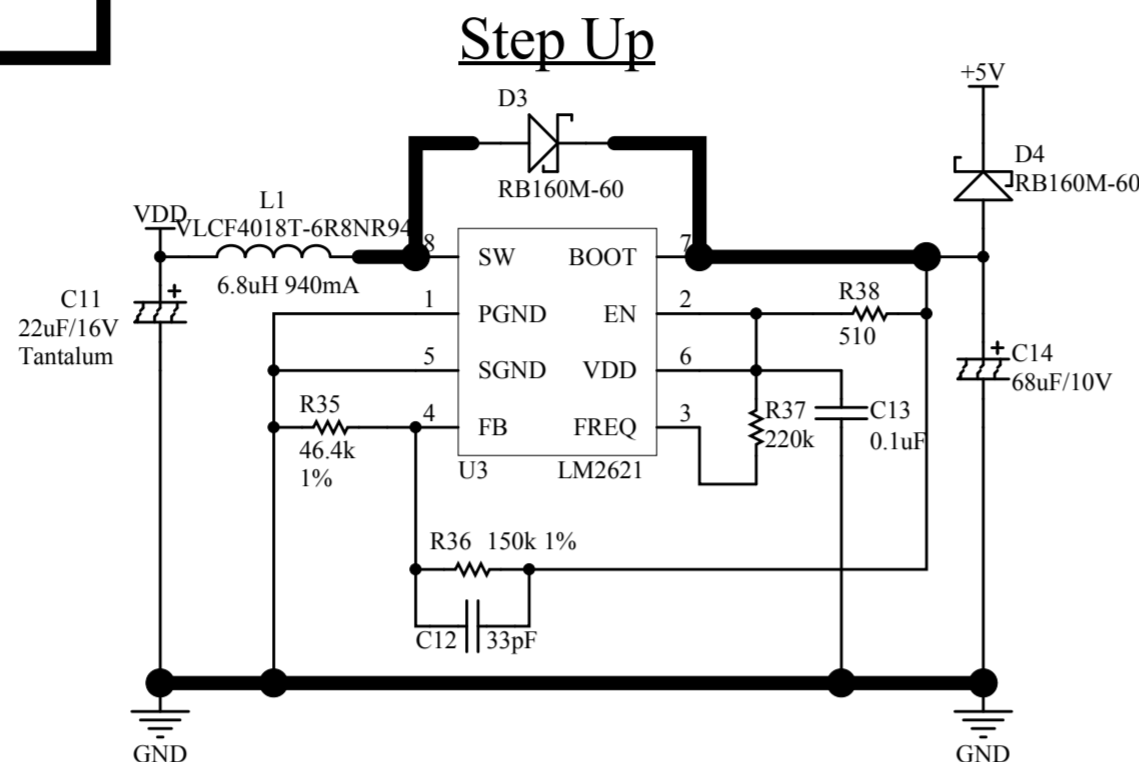 Step Up
+5V
D3
D4
RB160M-60
RB160M-60
L1
VDD
VLCF4018T-6R8NR94
8
SW
BOOT
7
6.8uH 940mA
C11
22uF/16V
Tantalum
+
1
PGND
EN
2
R38
510
5
SGND
VDD
6
+
C14
68uF/10V
R35
46.4k
1%
4
FB
FREQ
3
R37
220k
C13
0.1uF
U3
LM2621
R36 150k 1%
C12
33pF
GND
GND